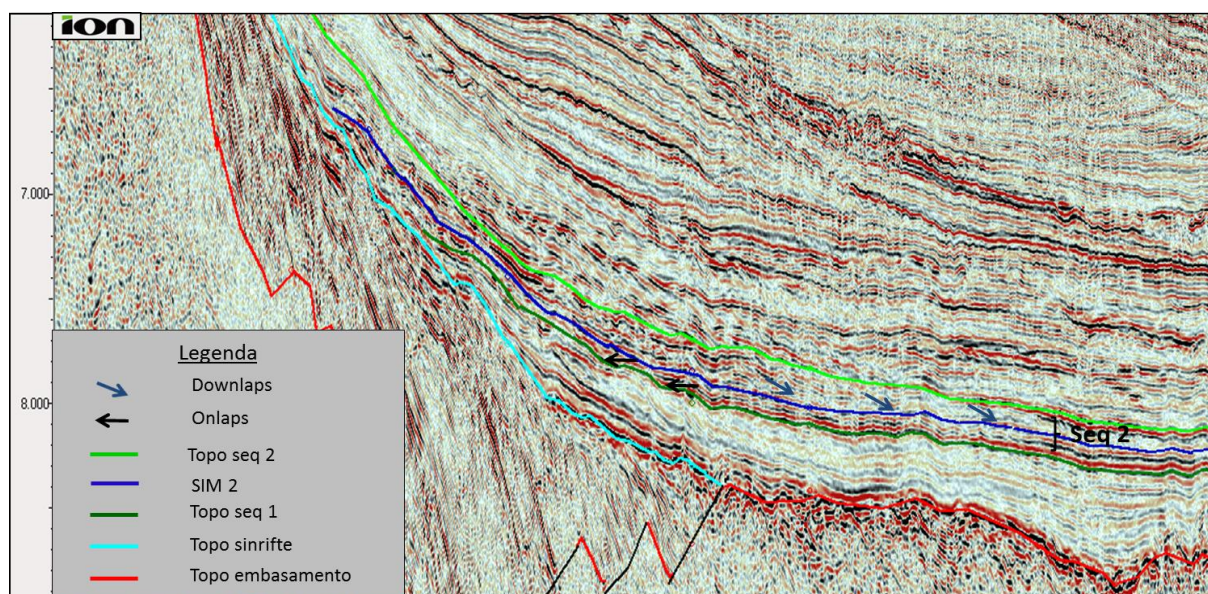 ion
7.000
8.000
Seq 2
Legenda
Downlaps
Onlaps
Topo seq 2
SIM 2
Topo seq 1
Topo sinrifte
Topo embasamento